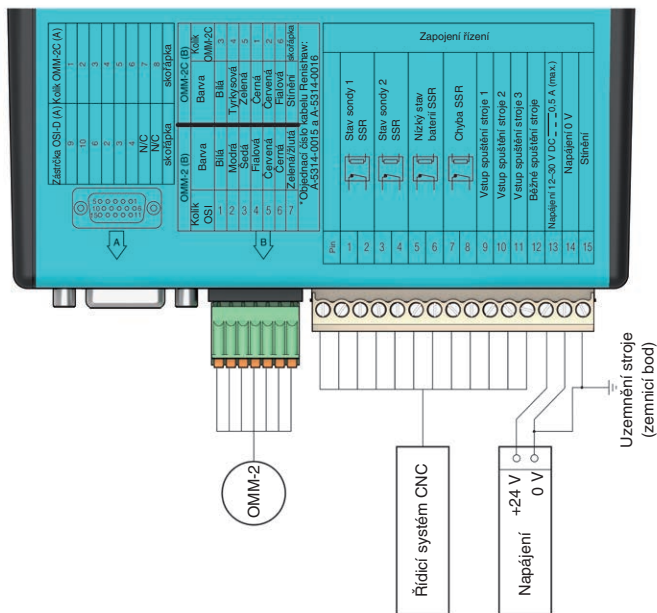 Zástrčka OSI-D (A) Kolík OMM-2C (A)
9 1
10 2
6 3
2 4
3 5
4 6
N/C 7
N/C 8
skořápka skořápka
5 1
10 6
15 11
A
OMM-2 (B) OMM-2C (B)
Kolík OSI Barva Barva Kolík OMM-2C
1 Bílá Bílá 3
2 Modrá Tyrkysová 4
3 Šedá Zelená 5
4 Fialová Černá 1
5 Červená Červená 2
6 Černá Fialová 6
7 Zelená/žlutá Stínění skořápka
*Objednací číslo kabelu Renishaw:
A-5314-0015 a A-5314-0016
B
Zapojení řízení
Pin
1 2 Stav sondy 1 SSR
3 4 Stav sondy 2 SSR
5 6 Nízký stav baterií SSR
7 8 Chyba SSR
9 Vstup spuštění stroje 1
10 Vstup spuštění stroje 2
11 Vstup spuštění stroje 3
12 Běžné spuštění stroje
13 Napájení 12–30 V DC 0,5 A (max.)
14 Napájení 0 V
15 Stínění
OMM-2
Řídicí systém CNC
+24 V
0 V
Napájení
Uzemnění stroje
(zemnicí bod)